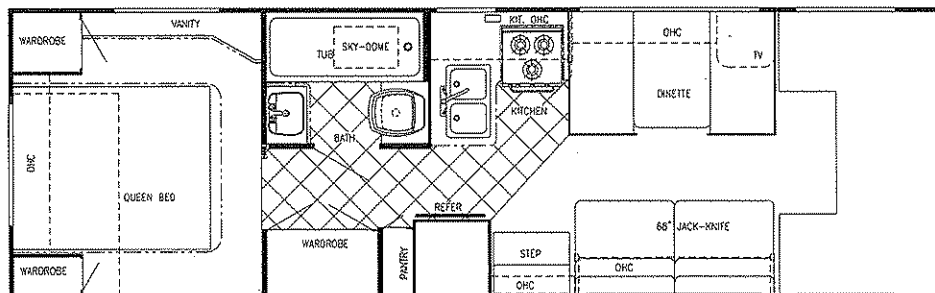 WARDROBE
VANITY
TUB
SKY-DOME
KIT. OHC
OHC
TV
DINETTE
KITCHEN
BATH
OHC
QUEEN BED
REFER
WARDROBE
PANTRY
STEP
OHC
68" JACK-KNIFE
OHC
WARDROBE